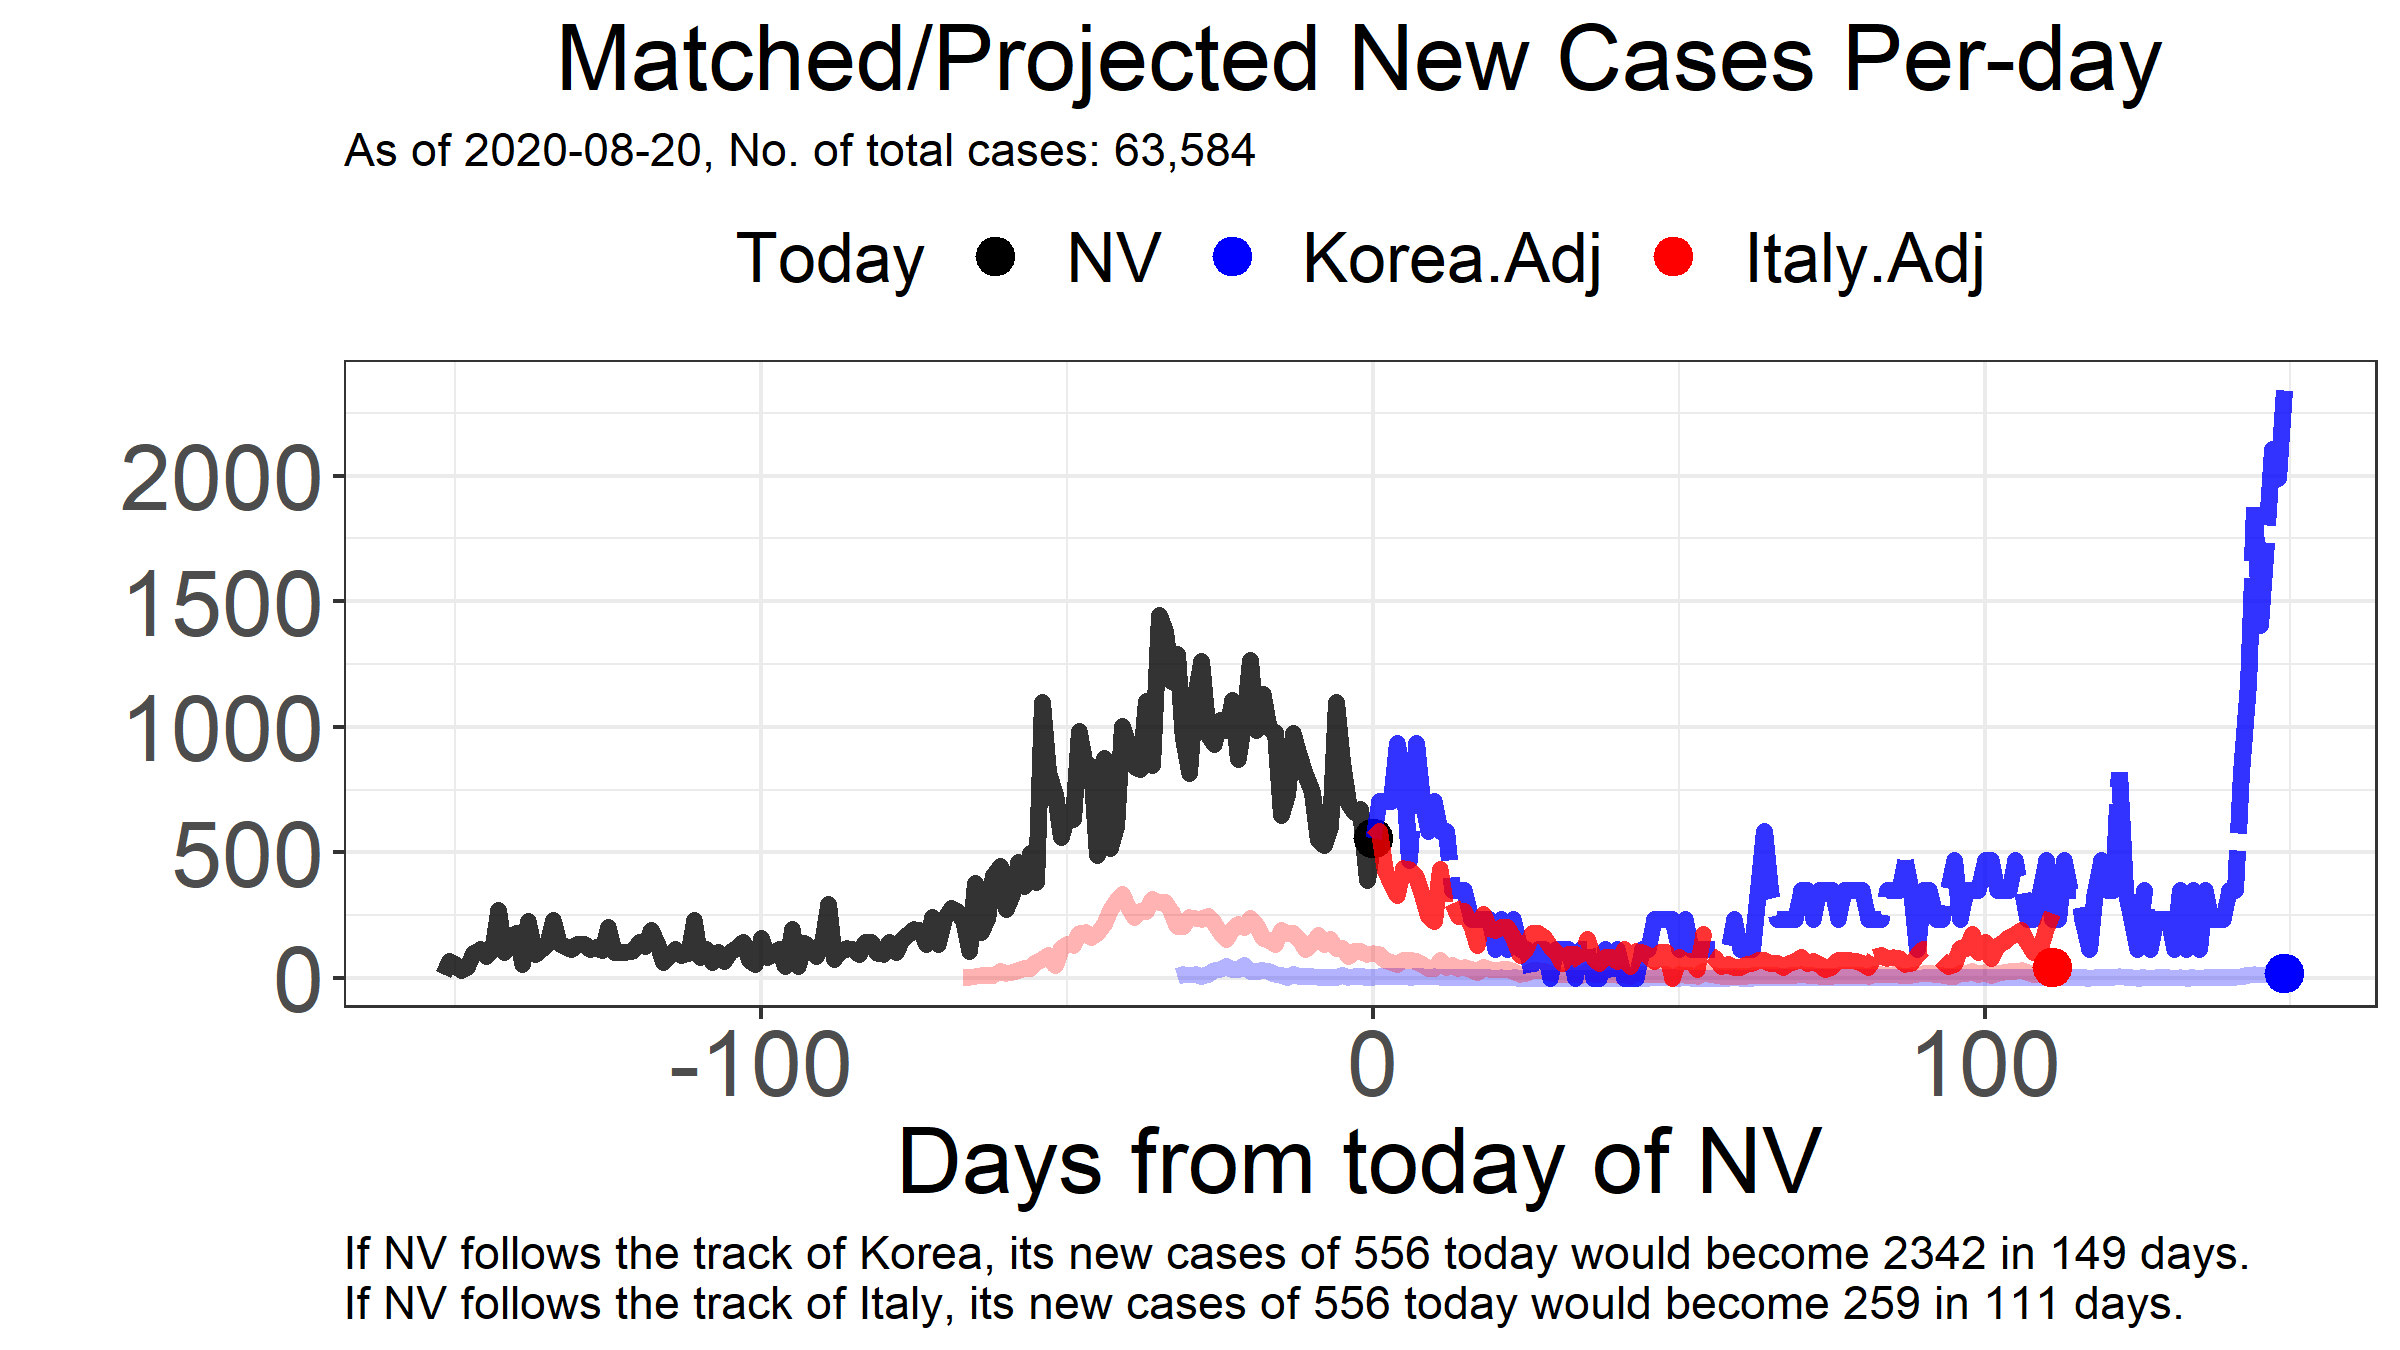 Matched/Projected New Cases Per-day
As of 2020-08-20, No. of total cases: 63,584
Today NV Korea.Adj Italy.Adj
2000
1500
1000
500
0
-100 0 100
Days from today of NV
If NV follows the track of Korea, its new cases of 556 today would become 2342 in 149 days.
If NV follows the track of Italy, its new cases of 556 today would become 259 in 111 days.